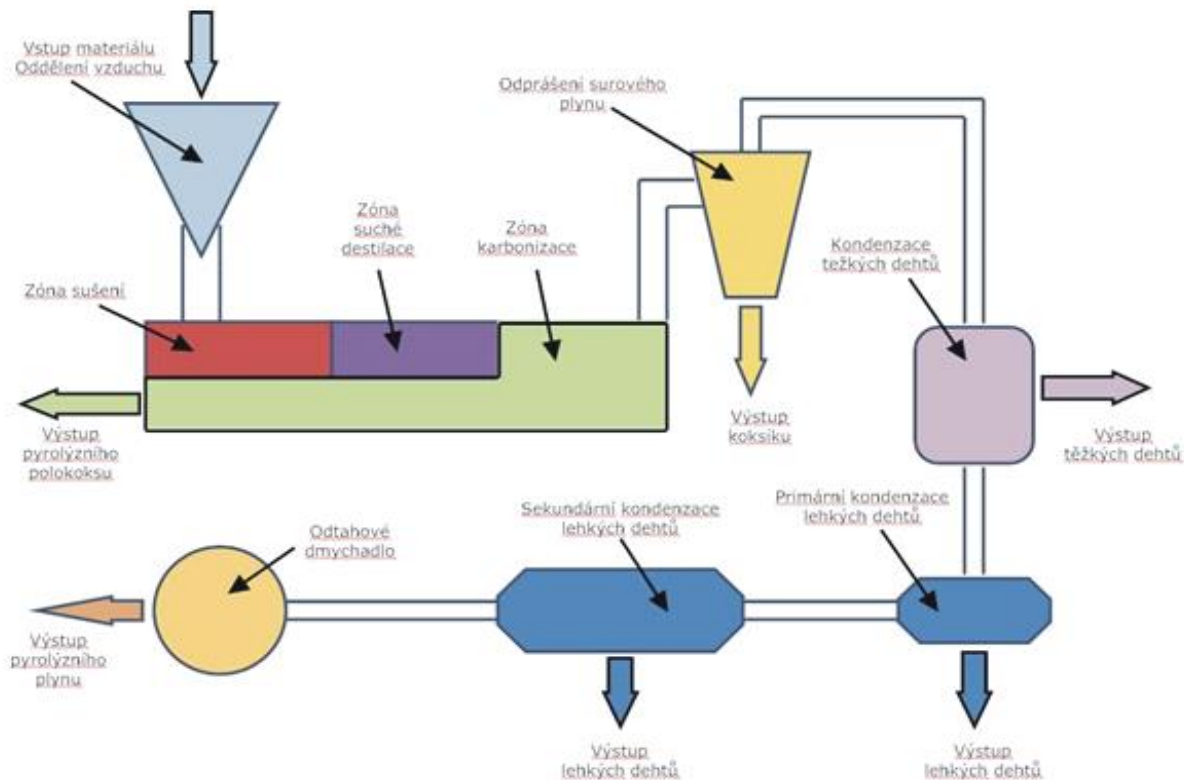 Vstup materiálu
Oddělení vzduchu
Odprášení surového
plynu
Zóna
suché
destilace
Zóna
karbonizace
Kondenzace
težkých dehtů
Zóna sušení
Výstup
pyrolýzního
polokoksu
Výstup
koksiku
Výstup
těžkých dehtů
Sekundární kondenzace
lehkých dehtů
Primární kondenzace
lehkých dehtů
Odtahové
dmychadlo
Výstup
pyrolýzního
plynu
Výstup
lehkých dehtů
Výstup
lehkých dehtů